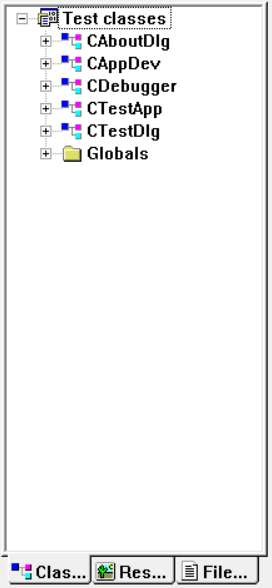 Test classes
CAboutDlg
CAppDev
CDebugger
CTestApp
CTestDlg
Globals
Clas... Res... File...